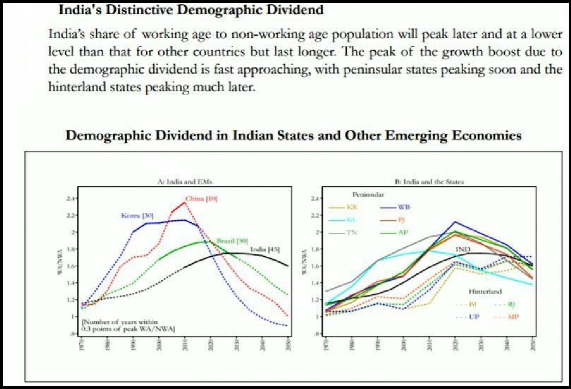 India's Distinctive Demographic Dividend
India's share of working age to non-working age population will peak later and at a lower
level than that for other countries but last longer. The peak of the growth boost due to
the demographic dividend is fast approaching, with peninsular states peaking soon and the
hinterland states peaking much later.
Demographic Dividend in Indian States and Other Emerging Economies
A: India and EMs
China [10]
Korea [30]
Brazil [30]
India [45]
[Number of years within
0.3 points of peak WA/NWA]
WA/NWA
2.4
2.2
2
1.8
1.6
1.4
1.2
1
.8
1970
1980
1990
2000
2010
2020
2030
2040
2050
B: India and the States
Peninsular
KR WB
KL PJ
TN AP
IND
Hinterland
BI RJ
UP MP
WA/NWA
2.4
2.2
2
1.8
1.6
1.4
1.2
1
.8
1970
1980
1990
2000
2010
2020
2030
2040
2050